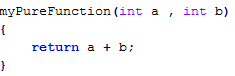 myPureFunction(int a , int b)
{
return a + b;
}